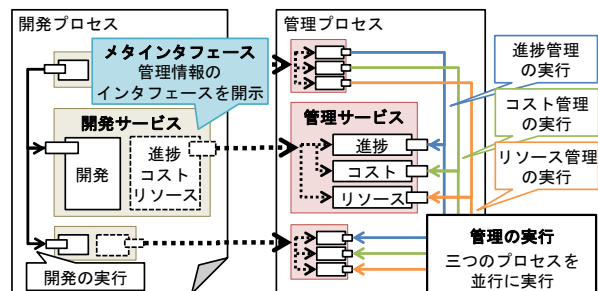 開発プロセス
メタインタフェース
管理情報の
インタフェースを開示
開発サービス
開発
進捗
コスト
リソース
開発の実行
管理プロセス
管理サービス
進捗
コスト
リソース
進捗管理
の実行
コスト管理
の実行
リソース管理
の実行
管理の実行
三つのプロセスを
並行に実行